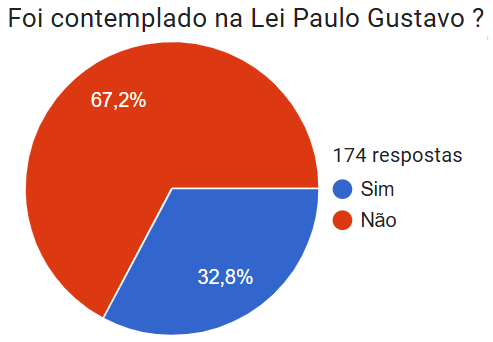 Foi contemplado na Lei Paulo Gustavo ?
67,2%
174 respostas
Sim
Não
32,8%